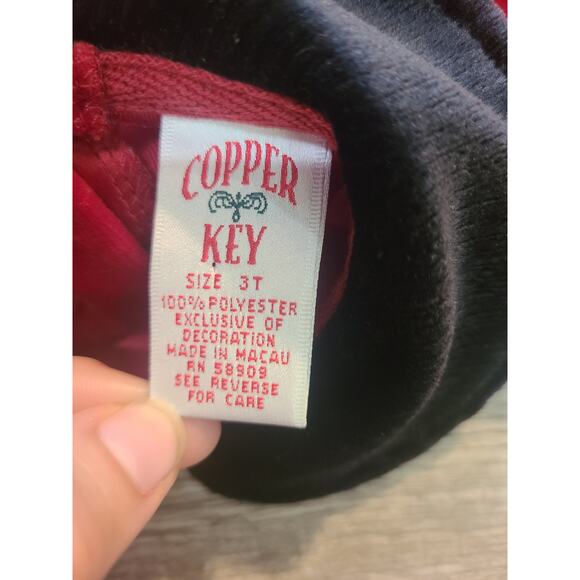 COPPER
KEY
SIZE 3T
100% POLYESTER
EXCLUSIVE OF
DECORATION
MADE IN MACAU
RN 58909
SEE REVERSE
FOR CARE